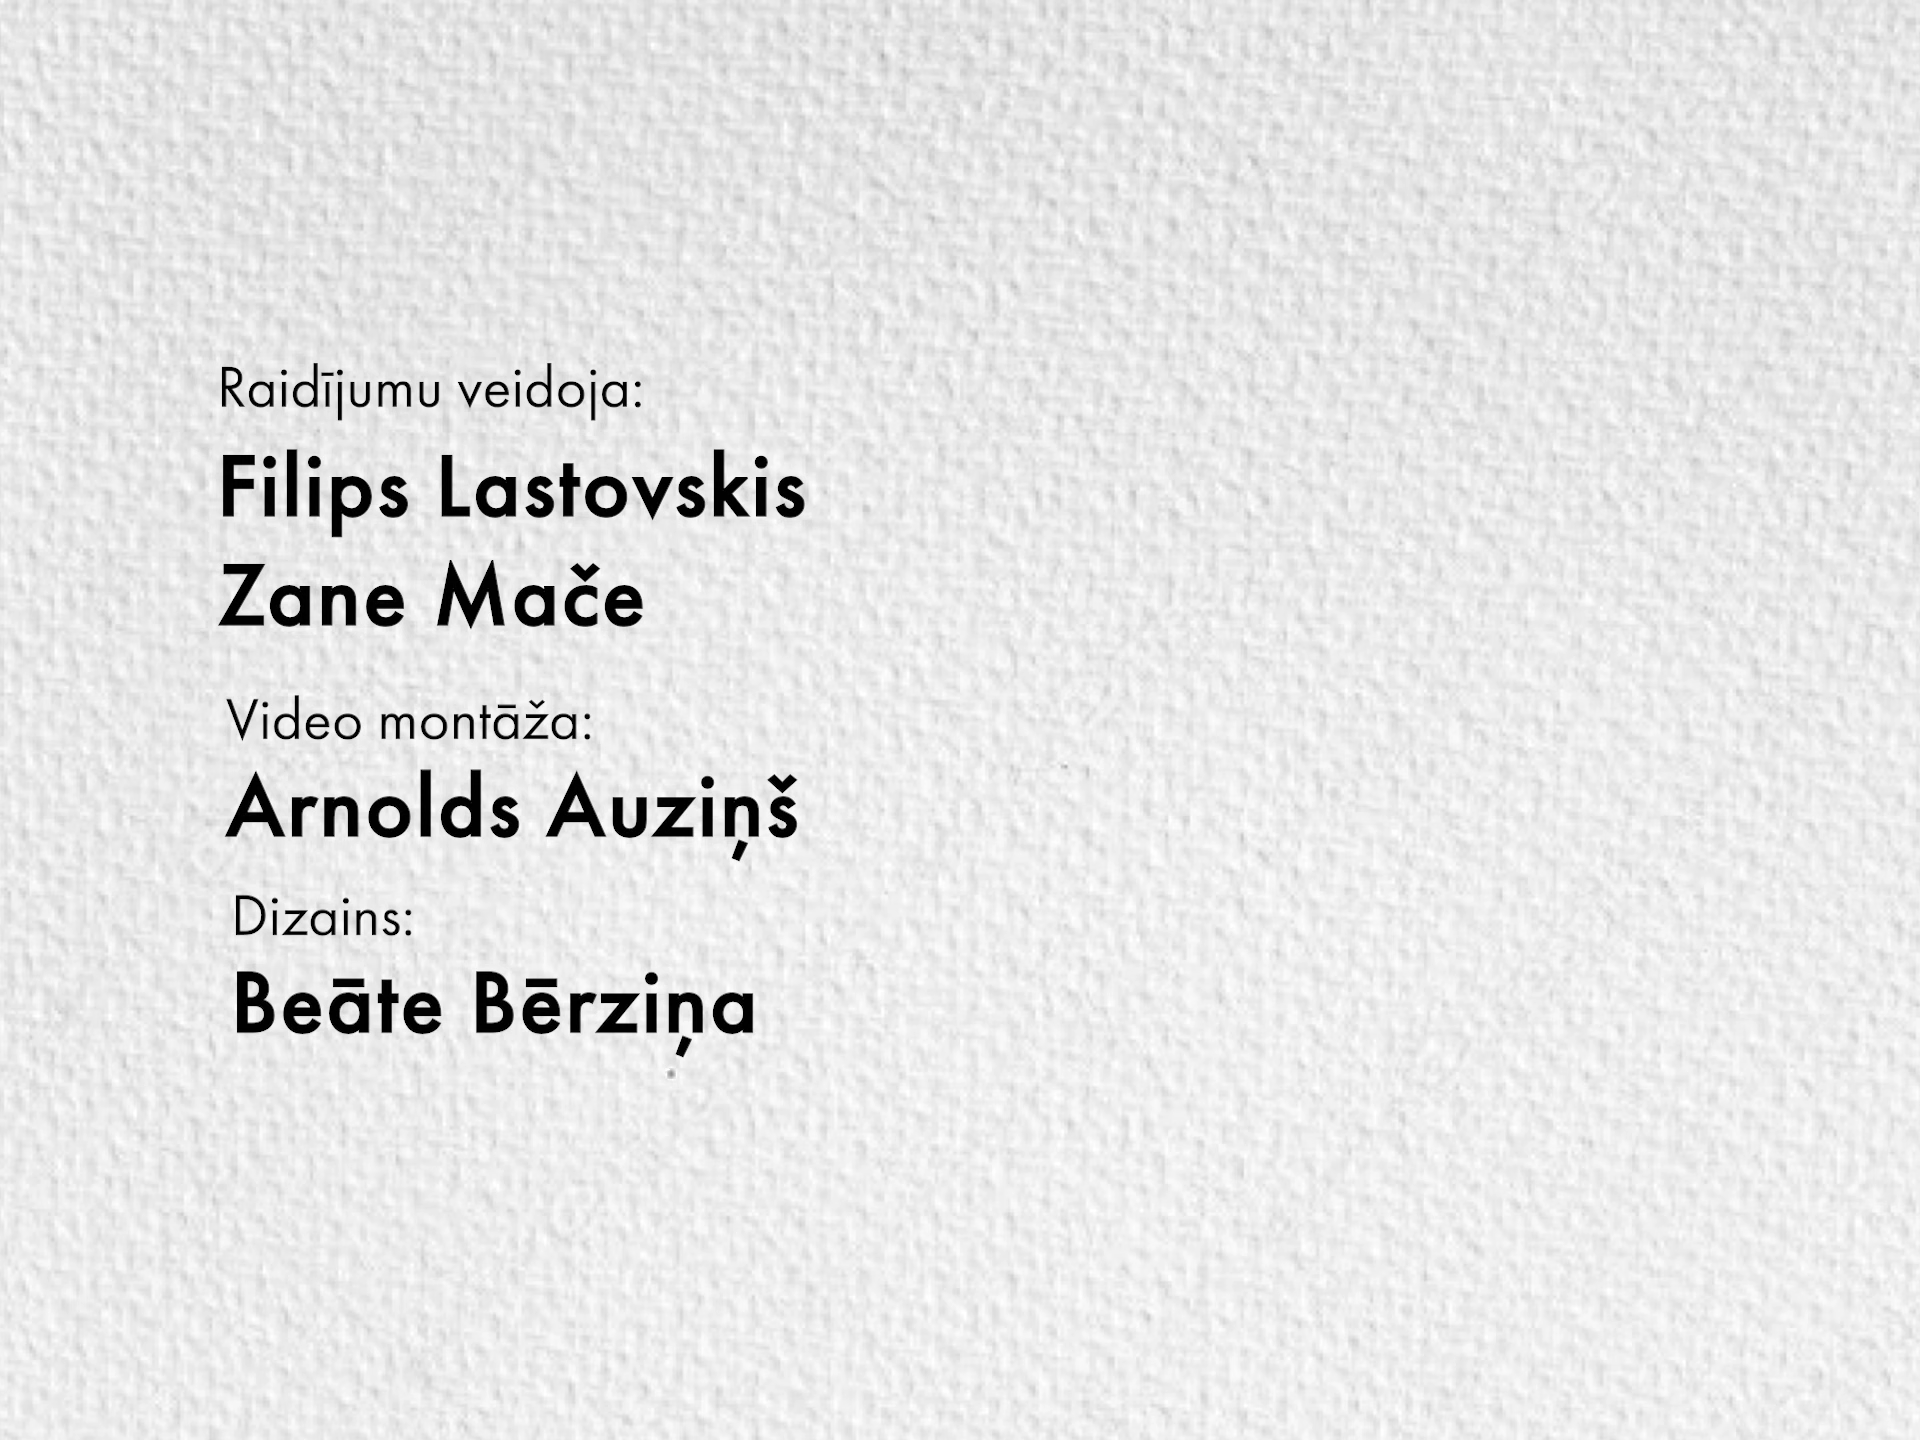 Raidījumu veidoja:
Filips Lastovskis
Zane Mače
Video montāža:
Arnolds Auziņš
Dizains:
Beāte Bērziņa